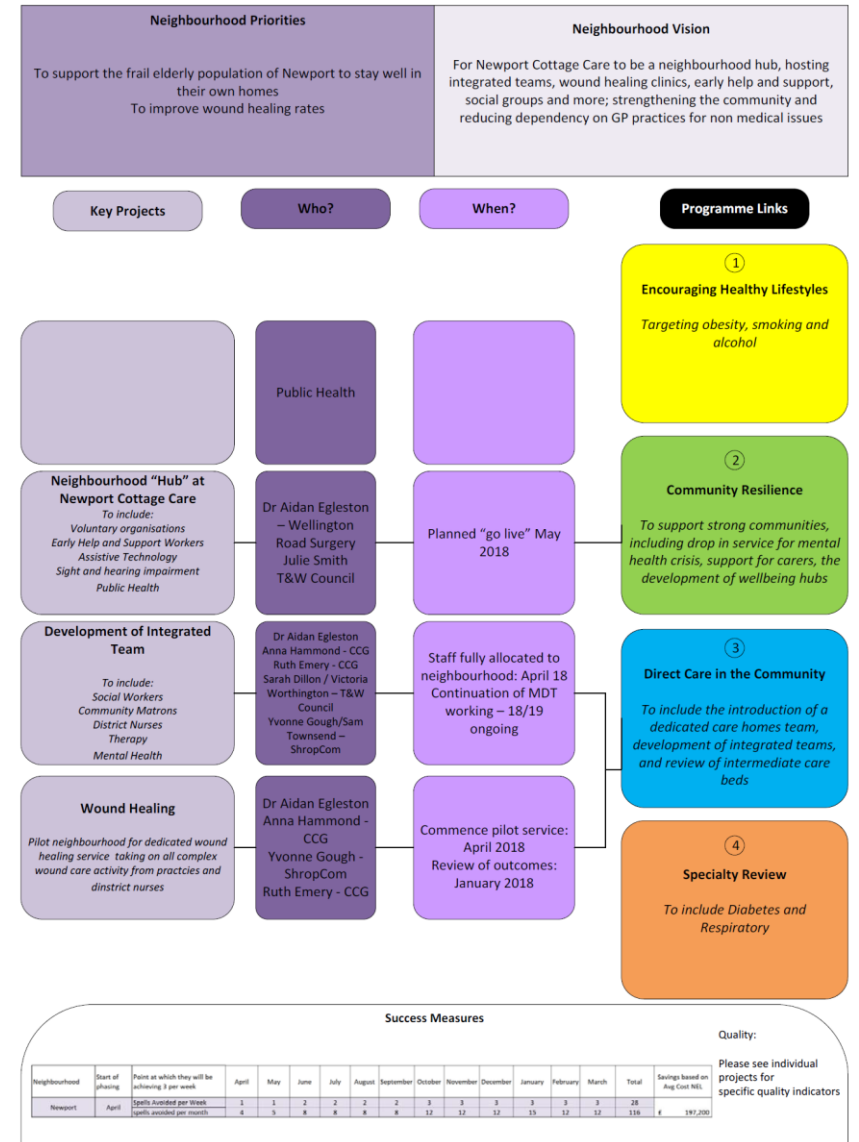 Neighbourhood Priorities
To support the frail elderly population of Newport to stay well in
their own homes
To improve wound healing rates
Neighbourhood Vision
For Newport Cottage Care to be a neighbourhood hub, hosting
integrated teams, wound healing clinics, early help and support,
social groups and more; strengthening the community and
reducing dependency on GP practices for non medical issues
Key Projects
Who?
When?
Programme Links
1
Encouraging Healthy Lifestyles
Targeting obesity, smoking and
alcohol
Public Health
Neighbourhood “Hub” at
Newport Cottage Care
To include:
Voluntary organisations
Early Help and Support Workers
Assistive Technology
Sight and hearing impairment
Public Health
Dr Aidan Egleston
– Wellington
Road Surgery
Julie Smith
T&W Council
Planned “go live” May
2018
2
Community Resilience
To support strong communities,
including drop in service for mental
health crisis, support for carers, the
development of wellbeing hubs
Development of Integrated
Team
To include:
Social Workers
Community Matrons
District Nurses
Therapy
Mental Health
Dr Aidan Egleston
Anna Hammond - CCG
Ruth Emery - CCG
Sarah Dillon / Victoria
Worthington – T&W
Council
Yvonne Gough/Sam
Townsend –
ShropCom
Staff fully allocated to
neighbourhood: April 18
Continuation of MDT
working – 18/19
ongoing
3
Direct Care in the Community
To include the introduction of a
dedicated care homes team,
development of integrated teams,
and review of intermediate care
beds
Wound Healing
Pilot neighbourhood for dedicated wound
healing service taking on all complex
wound care activity from practcies and
dinstrict nurses
Dr Aidan Egleston
Anna Hammond -
CCG
Yvonne Gough -
ShropCom
Ruth Emery - CCG
Commence pilot service:
April 2018
Review of outcomes:
January 2018
4
Specialty Review
To include Diabetes and
Respiratory
Success Measures
Quality:
Please see individual
projects for
specific quality indicators
Neighbourhood Start of phasing Point at which they will be achieving 3 per week April May June July August September October November December January February March Total Savings based on Avg Cost NEL
Newport April Spells Avoided per Week 1 1 2 2 2 2 3 3 3 3 3 3 28
spells avoided per month 4 5 8 8 8 8 12 12 12 15 12 12 116 £ 197,200